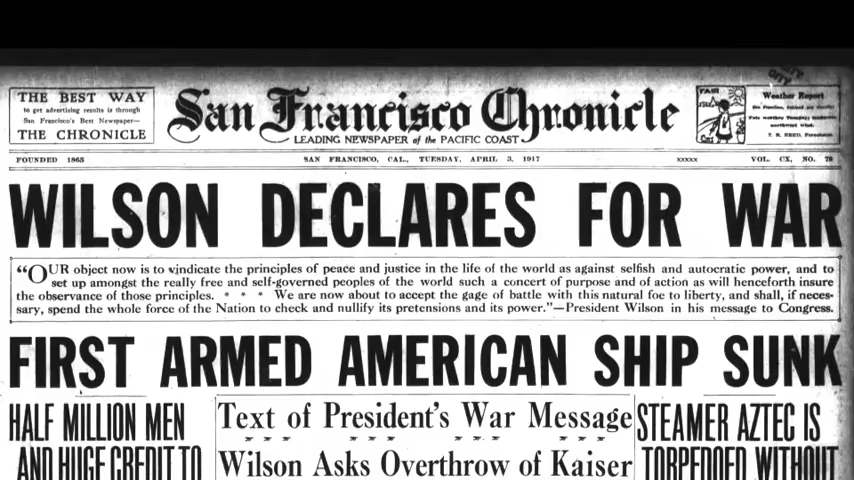 THE BEST WAY
to get advertising results is through
San Francisco's Best Newspaper—
THE CHRONICLE
San Francisco Chronicle
LEADING NEWSPAPER of the PACIFIC COAST
FAIR
Weather Report
FOUNDED 1865
SAN FRANCISCO, CAL., TUESDAY, APRIL 3, 1917
XXXXX
VOL. CX, NO. 78
WILSON DECLARES FOR WAR
"OUR object now is to vindicate the principles of peace and justice in the life of the world as against selfish and autocratic power, and to
set up amongst the really free and self-governed peoples of the world such a concert of purpose and of action as will henceforth insure
the observance of those principles. * * * We are now about to accept the gage of battle with this natural foe to liberty, and shall, if neces-
sary, spend the whole force of the Nation to check and nullify its pretensions and its power."—President Wilson in his message to Congress.
FIRST ARMED AMERICAN SHIP SUNK
HALF MILLION MEN
AND HUGE CREDIT TO
Text of President's War Message
Wilson Asks Overthrow of Kaiser
STEAMER AZTEC IS
TORPEDOED WITHOUT